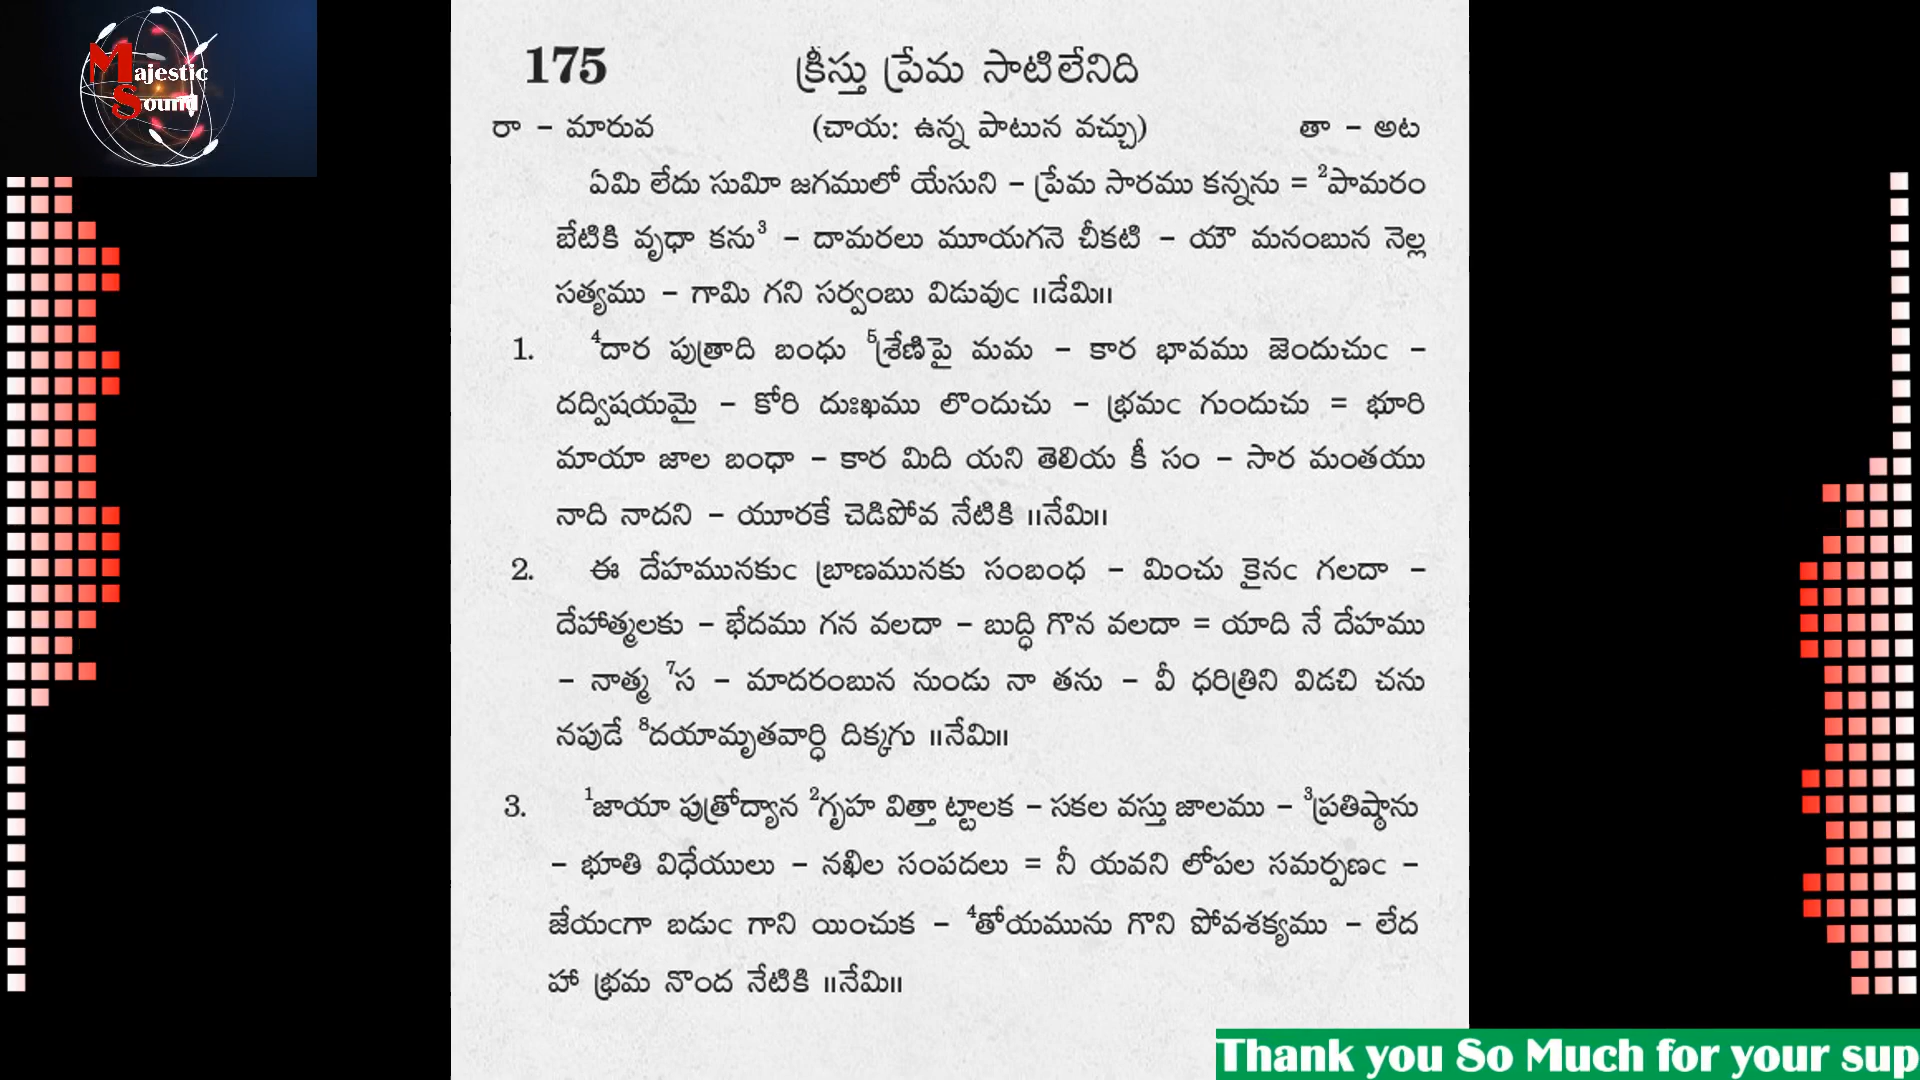 Majestic
Sound
175 క్రీస్తు ప్రేమ సాటిలేనిది
రా - మారువ (చాయ: ఉన్న పాటున వచ్చు) తా - అట
ఏమి లేదు సుమీ జగములో యేసుని - ప్రేమ సారము కన్నను = ²పామరం
బేటికి వృధా కను³ - దామరలు మూయగనె చీకటి - యౌ మనంబున నెల్ల
సత్యము - గామి గని సర్వంబు విడువుఁ ॥డేమి॥
1. ⁴దార పుత్రాది బంధు ⁵శ్రేణిపై మమ - కార భావము జెందుచుఁ -
దద్విషయమై - కోరి దుఃఖము లొందుచు - భ్రమఁ గుందుచు = భూరి
మాయా జాల బంధా - కార మిది యని తెలియ కీ సం - సార మంతయు
నాది నాదని - యూరకే చెడిపోవ నేటికి ॥నేమి॥
2. ఈ దేహమునకుఁ బ్రాణమునకు సంబంధ - మించు కైనఁ గలదా -
దేహాత్మలకు - భేదము గన వలదా - బుద్ధి గొన వలదా = యాది నే దేహము
- నాత్మ ⁷స - మాదరంబున నుండు నా తను - వీ ధరిత్రిని విడచి చను
నపుడే ⁸దయామృతవార్ధి దిక్కగు ॥నేమి॥
3. ¹జాయా పుత్రోద్యాన ²గృహ విత్తా ట్టాలక - సకల వస్తు జాలము - ³ప్రతిష్ఠాను
- భూతి విధేయులు - నఖిల సంపదలు = నీ యవని లోపల సమర్పణఁ -
జేయఁగా బడుఁ గాని యించుక - ⁴తోయమును గొని పోవశక్యము - లేద
హా భ్రమ నొంద నేటికి ॥నేమి॥
Thank you So Much for your sup